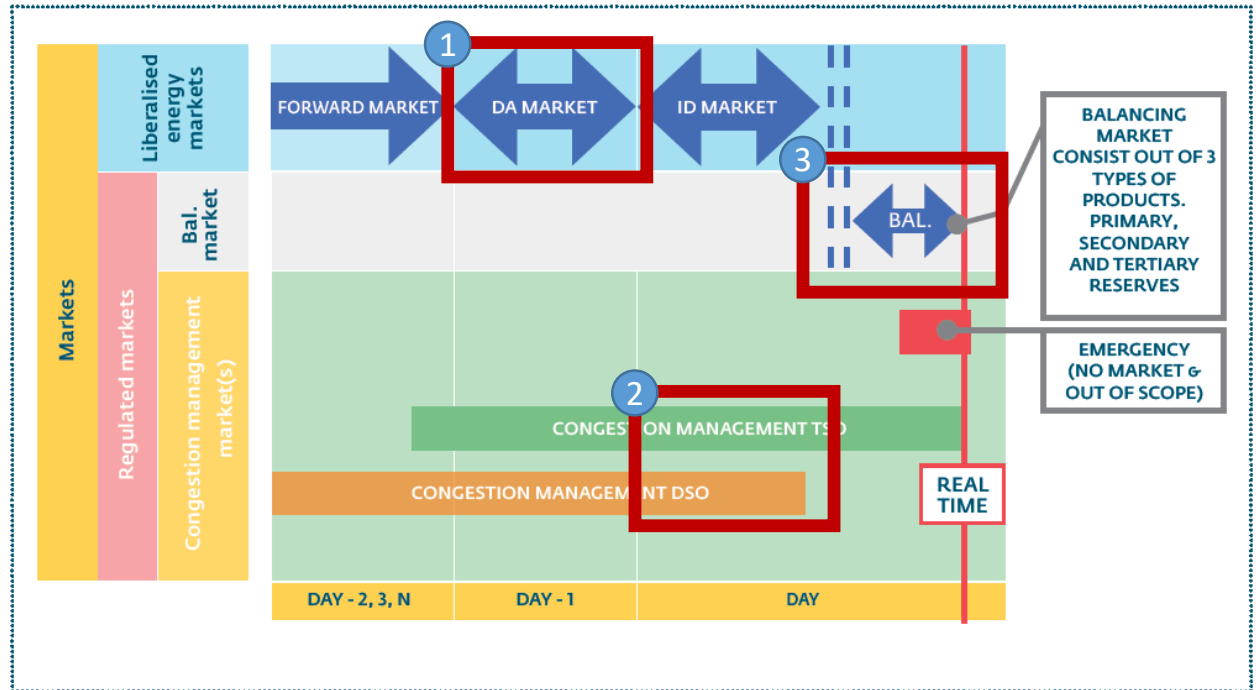 1
FORWARD MARKET
DA MARKET
ID MARKET
3
BAL.
2
CONGESTION MANAGEMENT TSO
CONGESTION MANAGEMENT DSO
REAL
TIME
Markets
Regulated markets
Liberalised
energy
markets
Bal.
market
Congestion management
market(s)
BALANCING
MARKET
CONSIST OUT OF 3
TYPES OF
PRODUCTS.
PRIMARY,
SECONDARY
AND TERTIARY
RESERVES
EMERGENCY
(NO MARKET &
OUT OF SCOPE)
DAY - 2, 3, N
DAY - 1
DAY